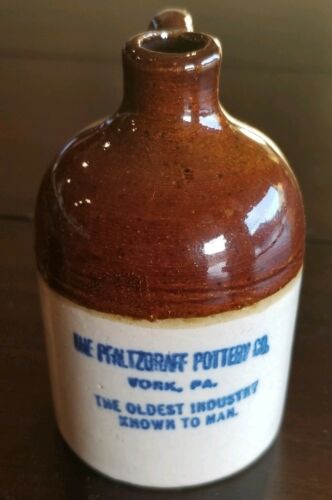 THE PFALTZGRAFF POTTERY CO.
YORK, PA.
THE OLDEST INDUSTRY
KNOWN TO MAN.